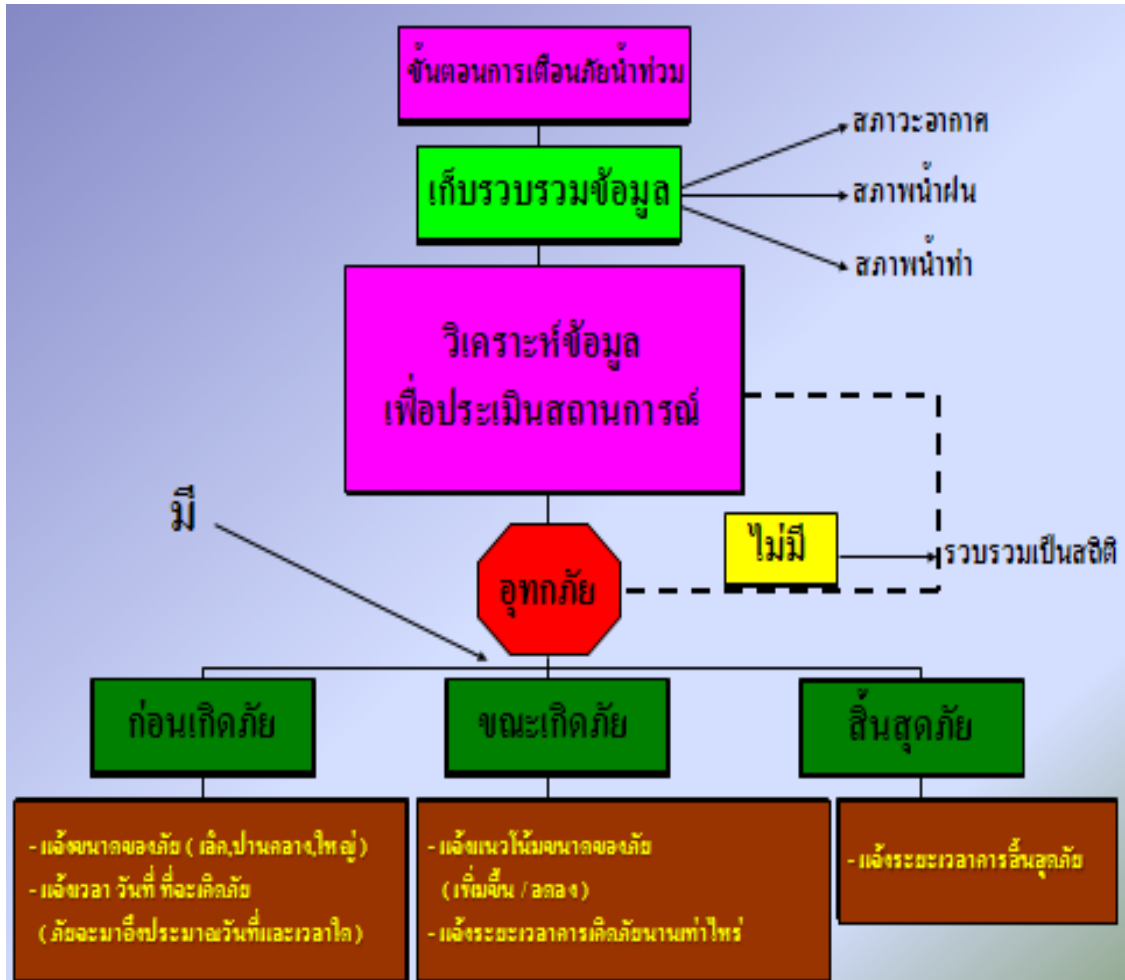 ขั้นตอนการเตือนภัยน้ำท่วม
เก็บรวบรวมข้อมูล
สภาวะอากาศ
สภาพน้ำฝน
สภาพน้ำท่า
วิเคราะห์ข้อมูล
เพื่อประเมินสถานการณ์
มี
ไม่มี
รวบรวมเป็นสถิติ
อุทกภัย
ก่อนเกิดภัย
ขณะเกิดภัย
สิ้นสุดภัย
- แจ้งขนาดของภัย ( เล็ก,ปานกลาง,ใหญ่)
- แจ้งเวลา วันที่ ที่จะเกิดภัย
( ภัยจะมาถึงประมาณวันที่และเวลาใด)
- แจ้งแนวโน้มขนาดของภัย
( เพิ่มขึ้น / ลดลง )
- แจ้งระยะเวลาการเกิดภัยนานเท่าไหร่
- แจ้งระยะเวลาการสิ้นสุดภัย